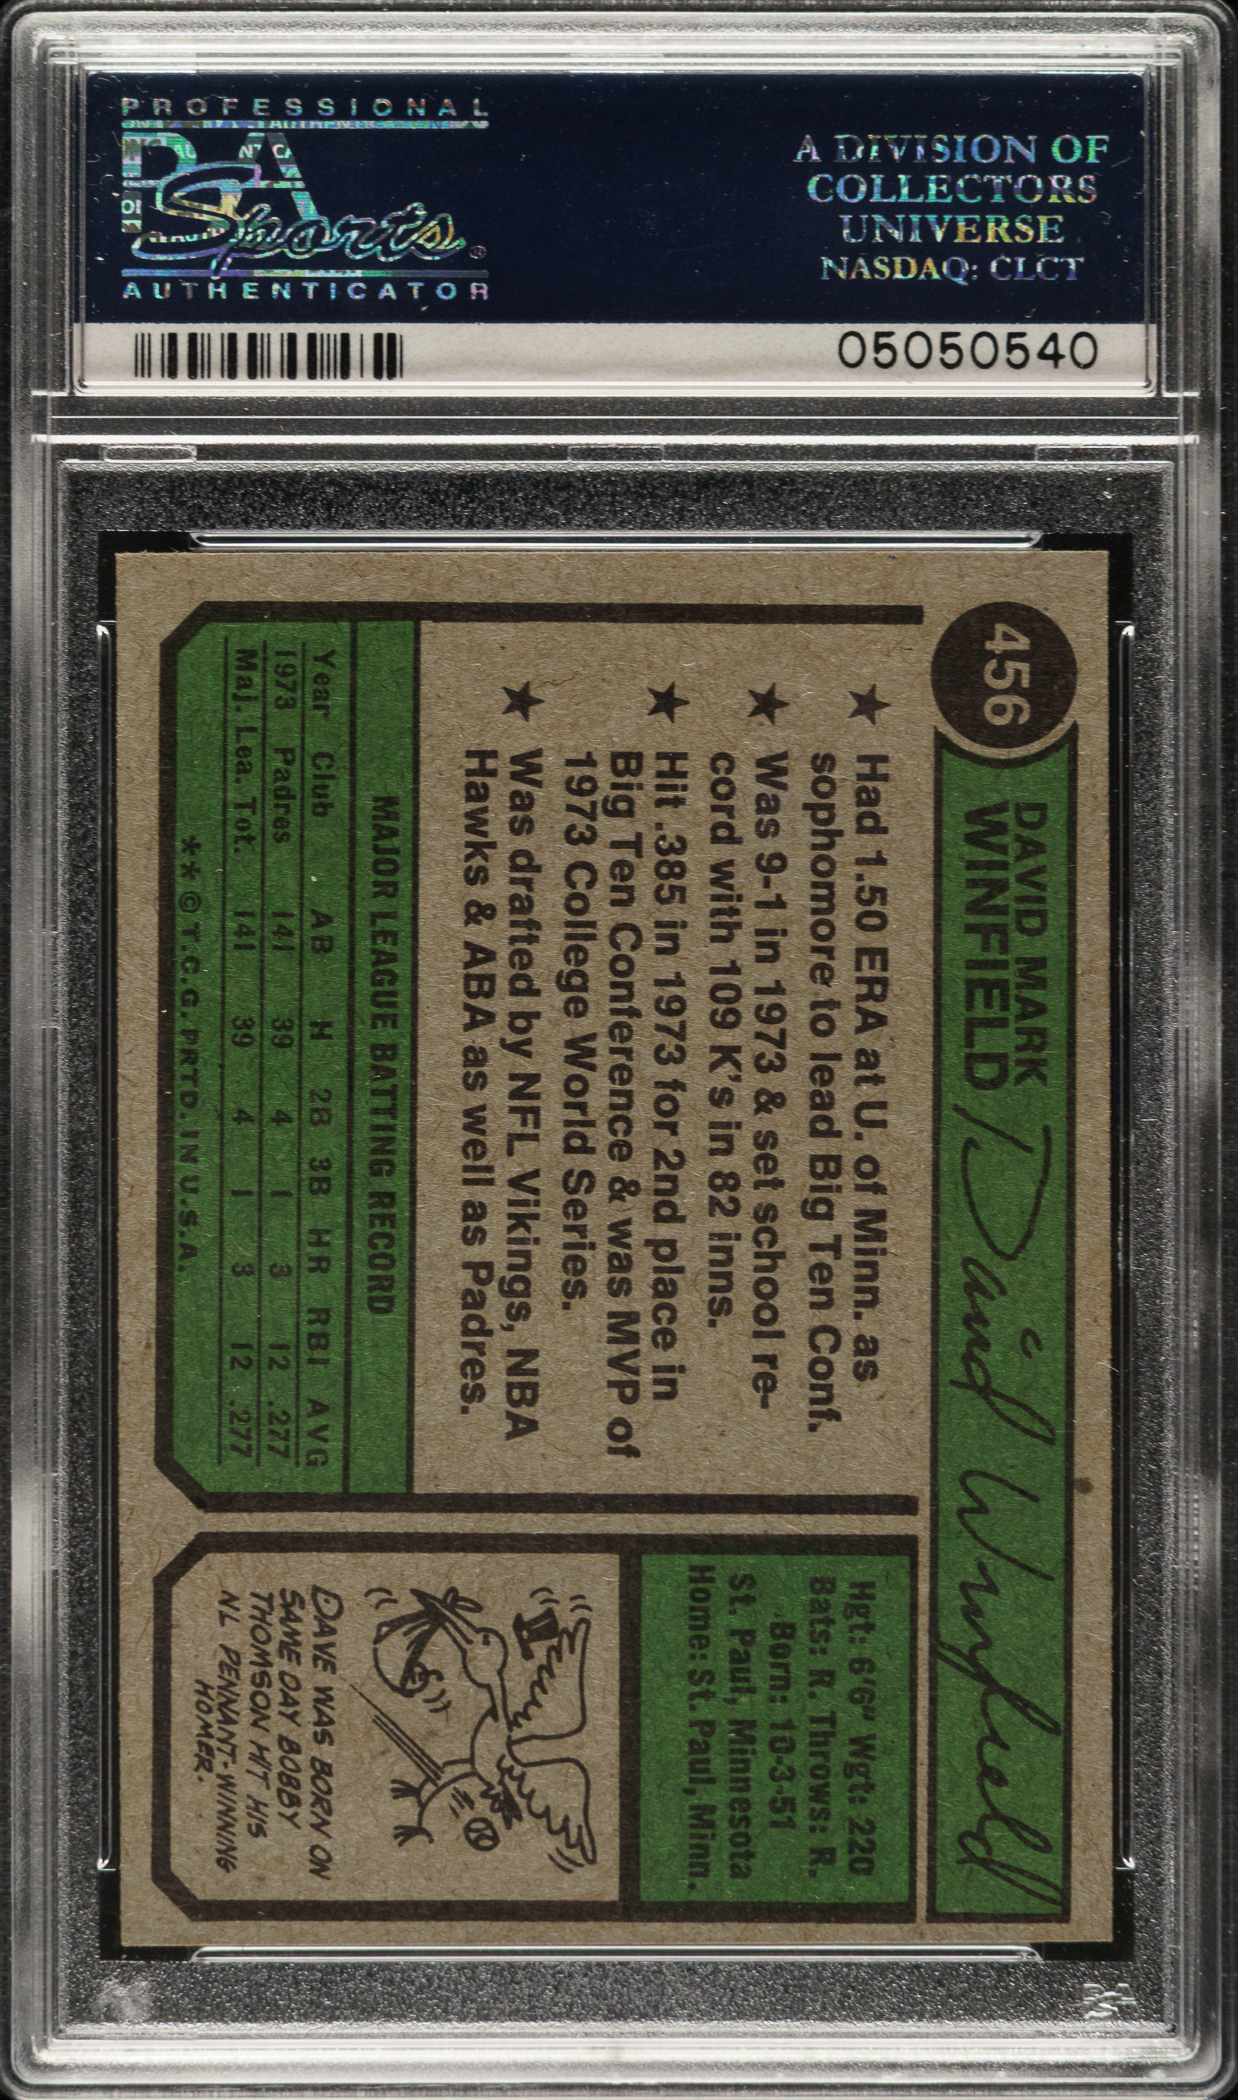 PROFESSIONAL
PSA
Sports®
AUTHENTICATOR
A DIVISION OF
COLLECTORS
UNIVERSE
NASDAQ: CLCT
05050540
456
DAVID MARK
WINFIELD
David Winfield
★ Had 1.50 ERA at U. of Minn. as
sophomore to lead Big Ten Conf.
★ Was 9-1 in 1973 & set school re-
cord with 109 K's in 82 inns.
★ Hit .385 in 1973 for 2nd place in
Big Ten Conference & was MVP of
1973 College World Series.
★ Was drafted by NFL Vikings, NBA
Hawks & ABA as well as Padres.
MAJOR LEAGUE BATTING RECORD
Year Club AB H 2B 3B HR RBI AVG
1973 Padres 141 39 4 1 3 12 .277
Maj. Lea. Tot. 141 39 4 1 3 12 .277
**©T.C.G. PRTD. IN U.S.A.
Hgt: 6'6" Wgt: 220
Bats: R. Throws: R.
Born: 10-3-51
St. Paul, Minnesota
Home: St. Paul, Minn.
DAVE WAS BORN ON
SAME DAY BOBBY
THOMSON HIT HIS
NL PENNANT-WINNING
HOMER.
PSA